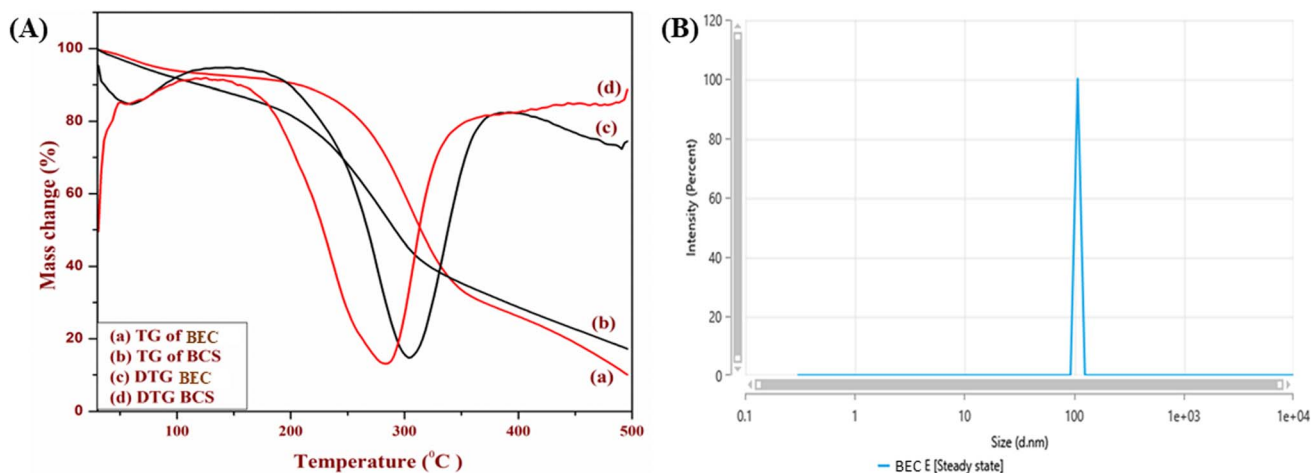 (A)
100
80
60
40
20
0
Mass change (%)
100
200
300
400
500
Temperature (°C)
(d)
(c)
(b)
(a)
(a) TG of BEC
(b) TG of BCS
(c) DTG BEC
(d) DTG BCS
(B)
120
100
80
60
40
20
0
Intensity (Percent)
0.1
1
10
100
1e+03
1e+04
Size (d.nm)
BEC E [Steady state]